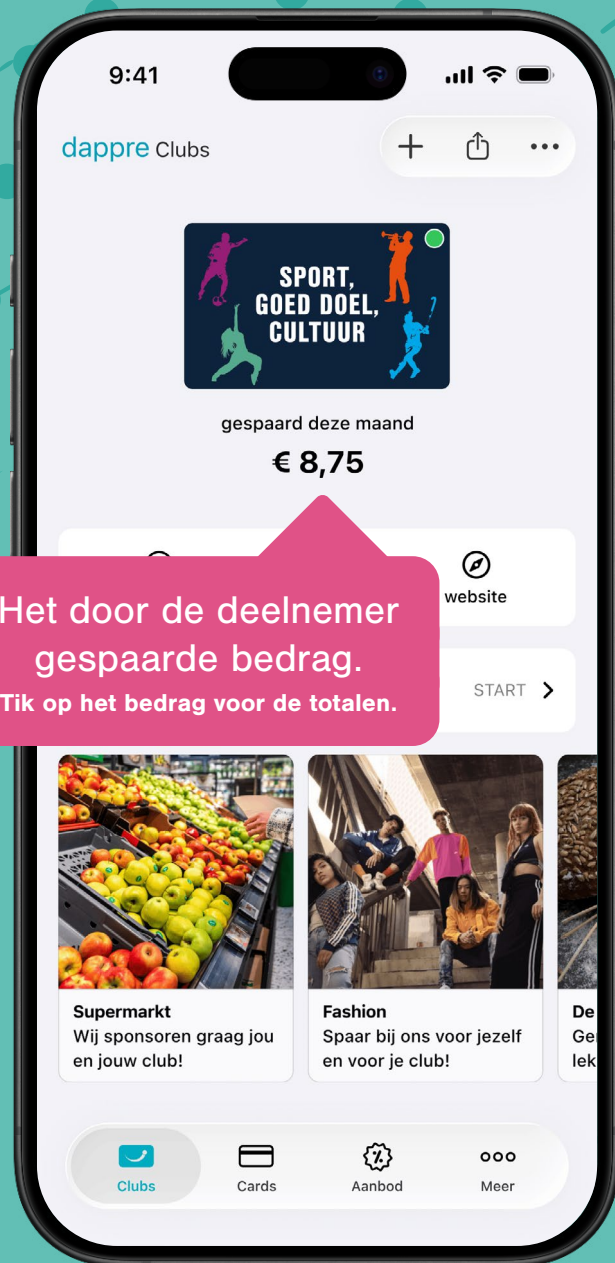 9:41
dappre Clubs
SPORT,
GOED DOEL,
CULTUUR
gespaard deze maand
€ 8,75
website
Het door de deelnemer
gespaarde bedrag.
Tik op het bedrag voor de totalen.
START
Supermarkt
Wij sponsoren graag jou
en jouw club!
Fashion
Spaar bij ons voor jezelf
en voor je club!
De
Ge
lek
Clubs
Cards
Aanbod
Meer